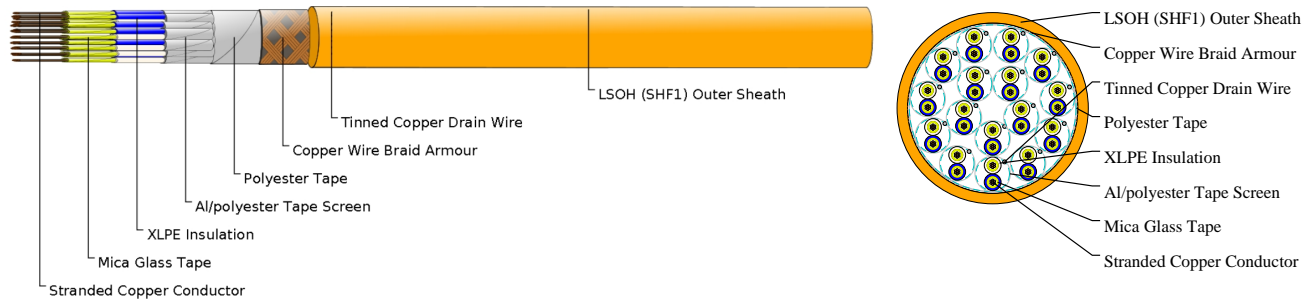 LSOH (SHF1) Outer Sheath
Tinned Copper Drain Wire
Copper Wire Braid Armour
Polyester Tape
Al/polyester Tape Screen
XLPE Insulation
Mica Glass Tape
Stranded Copper Conductor
LSOH (SHF1) Outer Sheath
Copper Wire Braid Armour
Tinned Copper Drain Wire
Polyester Tape
XLPE Insulation
Al/polyester Tape Screen
Mica Glass Tape
Stranded Copper Conductor